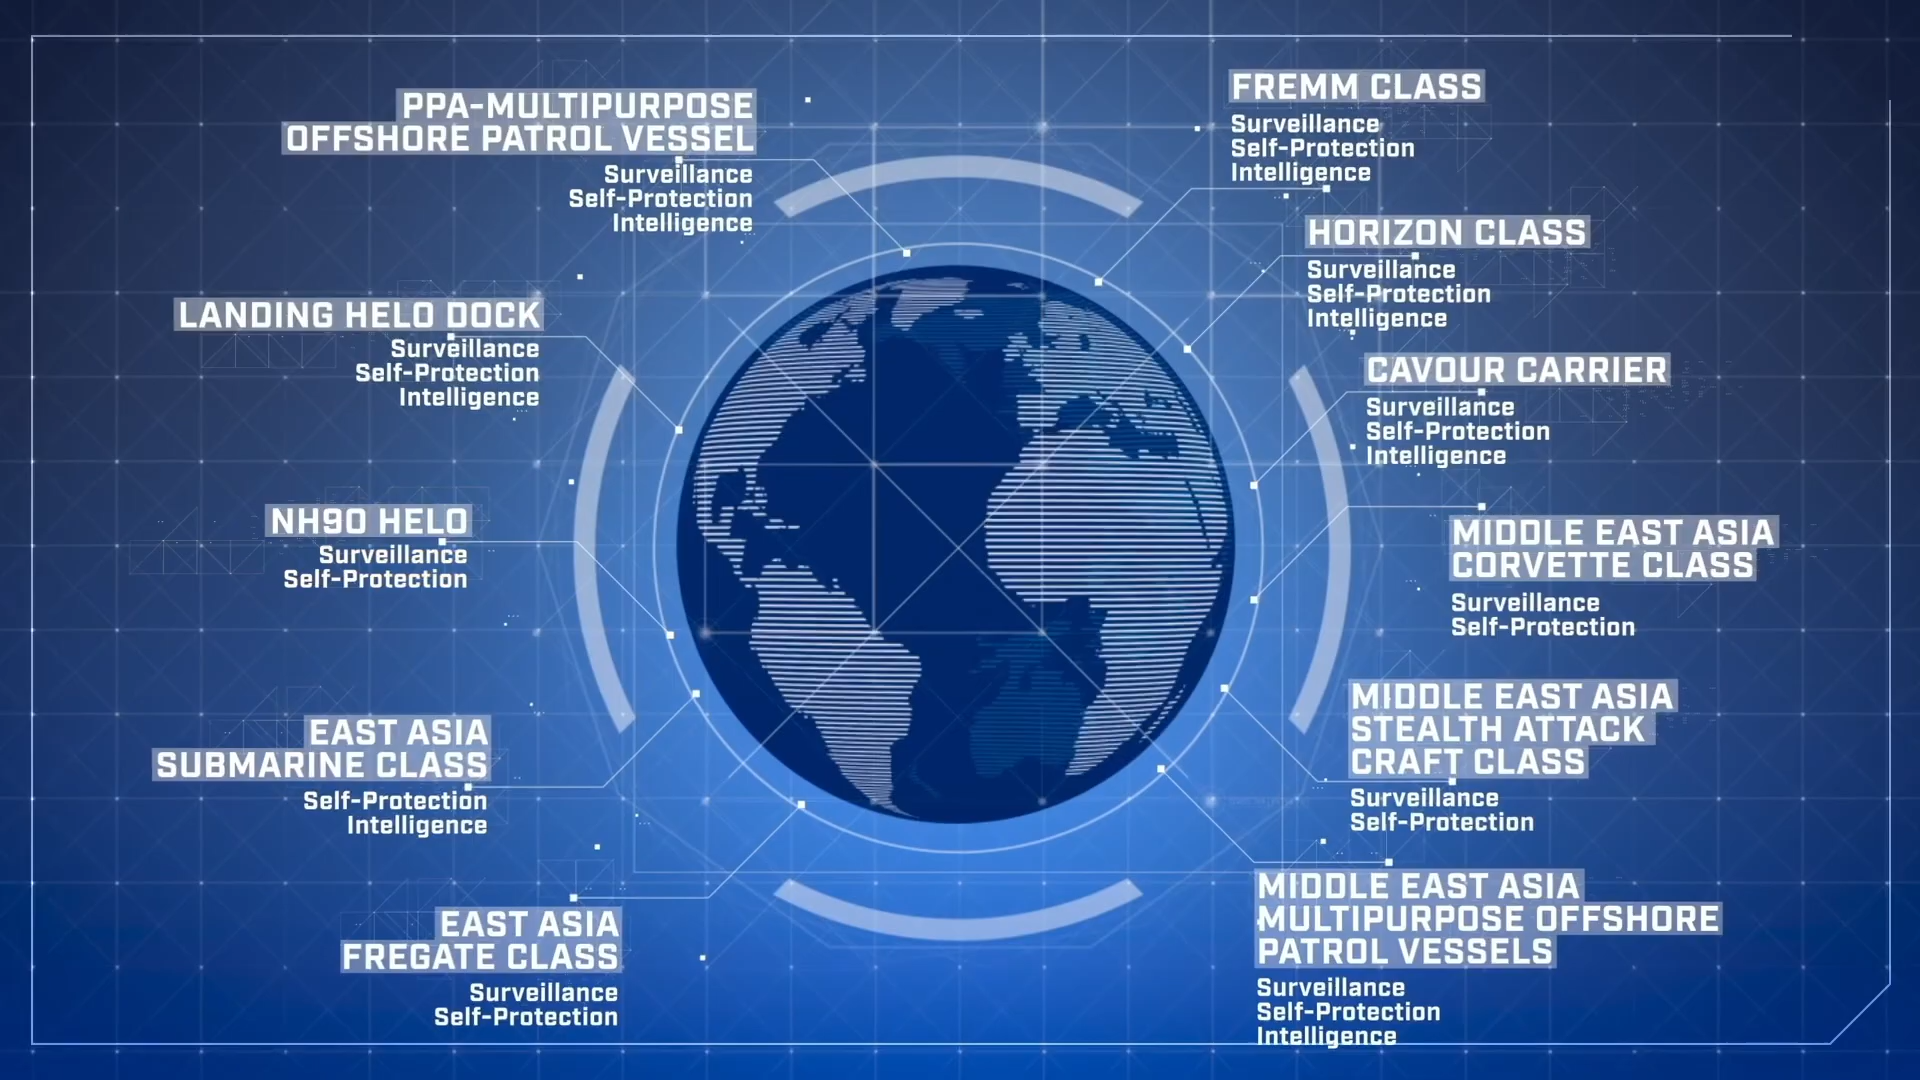 PPA-MULTIPURPOSE
OFFSHORE PATROL VESSEL
Surveillance
Self-Protection
Intelligence
LANDING HELO DOCK
Surveillance
Self-Protection
Intelligence
NH90 HELO
Surveillance
Self-Protection
EAST ASIA
SUBMARINE CLASS
Self-Protection
Intelligence
EAST ASIA
FREGATE CLASS
Surveillance
Self-Protection
FREMM CLASS
Surveillance
Self-Protection
Intelligence
HORIZON CLASS
Surveillance
Self-Protection
Intelligence
CAVOUR CARRIER
Surveillance
Self-Protection
Intelligence
MIDDLE EAST ASIA
CORVETTE CLASS
Surveillance
Self-Protection
MIDDLE EAST ASIA
STEALTH ATTACK
CRAFT CLASS
Surveillance
Self-Protection
MIDDLE EAST ASIA
MULTIPURPOSE OFFSHORE
PATROL VESSELS
Surveillance
Self-Protection
Intelligence